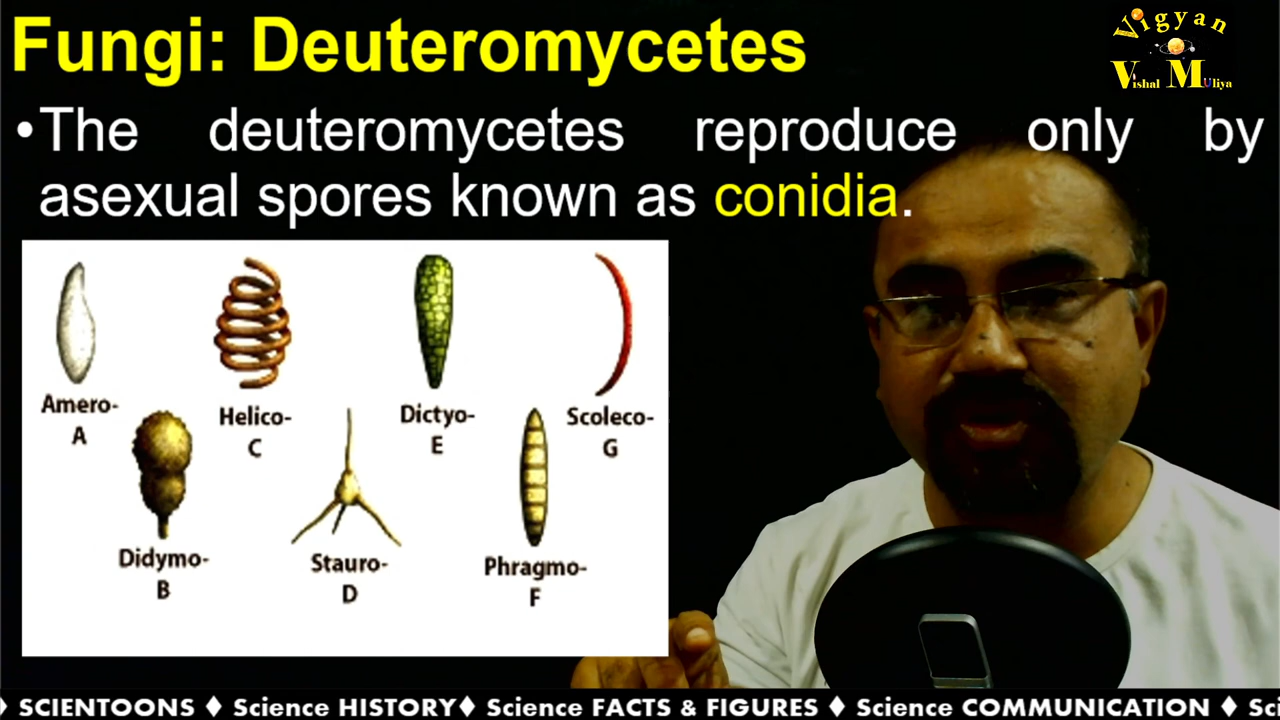 Fungi: Deuteromycetes
Vigyan
Vishal MUliya
•The deuteromycetes reproduce only by
asexual spores known as conidia.
Amero-
A
Helico-
C
Dictyo-
E
Scoleco-
G
Didymo-
B
Stauro-
D
Phragmo-
F
♦ SCIENTOONS ♦ Science HISTORY♦ Science FACTS & FIGURES ♦ Science COMMUNICATION ♦ Sci